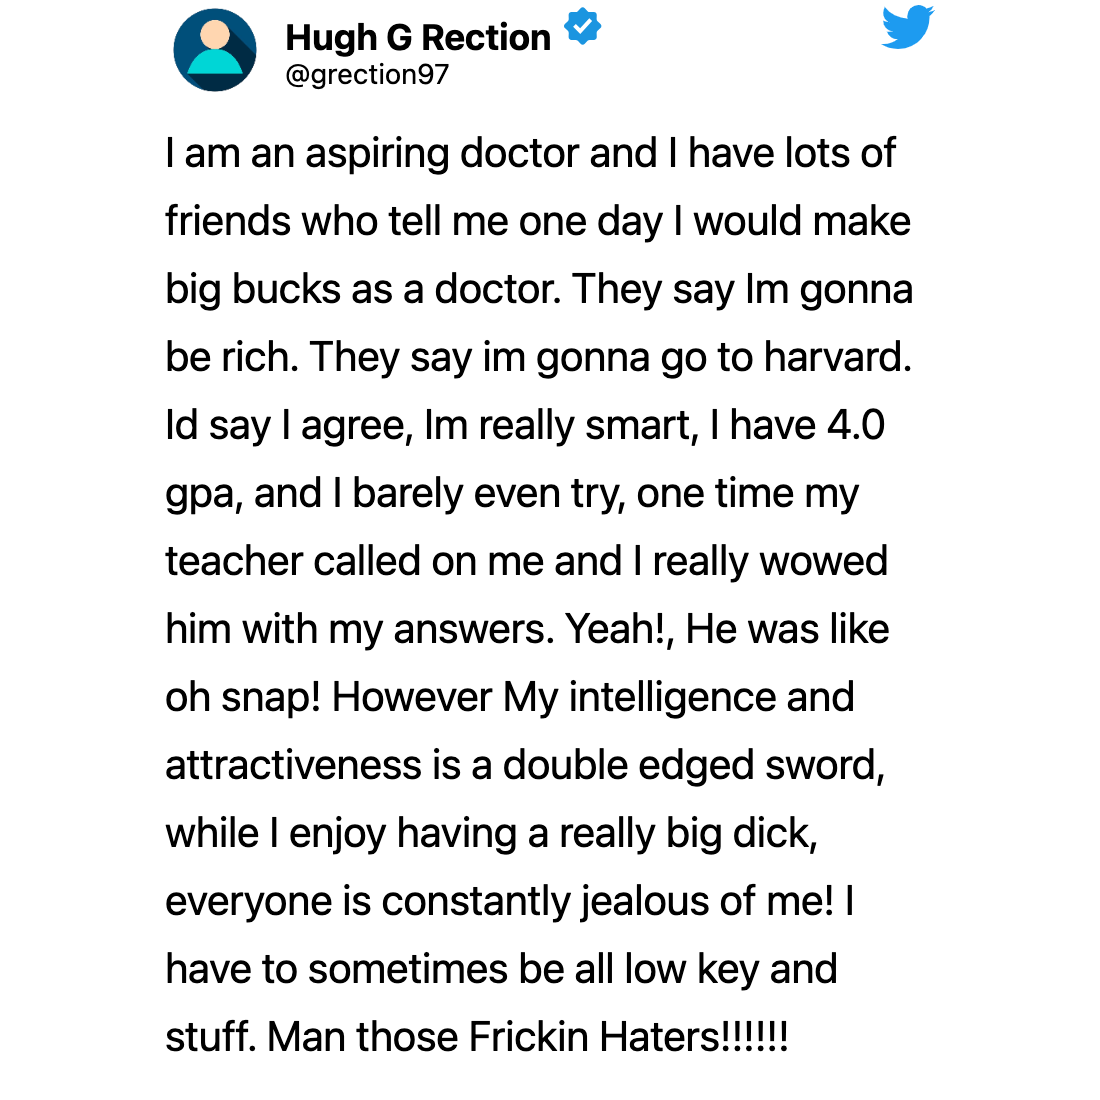 Hugh G Rection
@grection97
I am an aspiring doctor and I have lots of
friends who tell me one day I would make
big bucks as a doctor. They say Im gonna
be rich. They say im gonna go to harvard.
Id say I agree, Im really smart, I have 4.0
gpa, and I barely even try, one time my
teacher called on me and I really wowed
him with my answers. Yeah!, He was like
oh snap! However My intelligence and
attractiveness is a double edged sword,
while I enjoy having a really big dick,
everyone is constantly jealous of me! I
have to sometimes be all low key and
stuff. Man those Frickin Haters!!!!!!